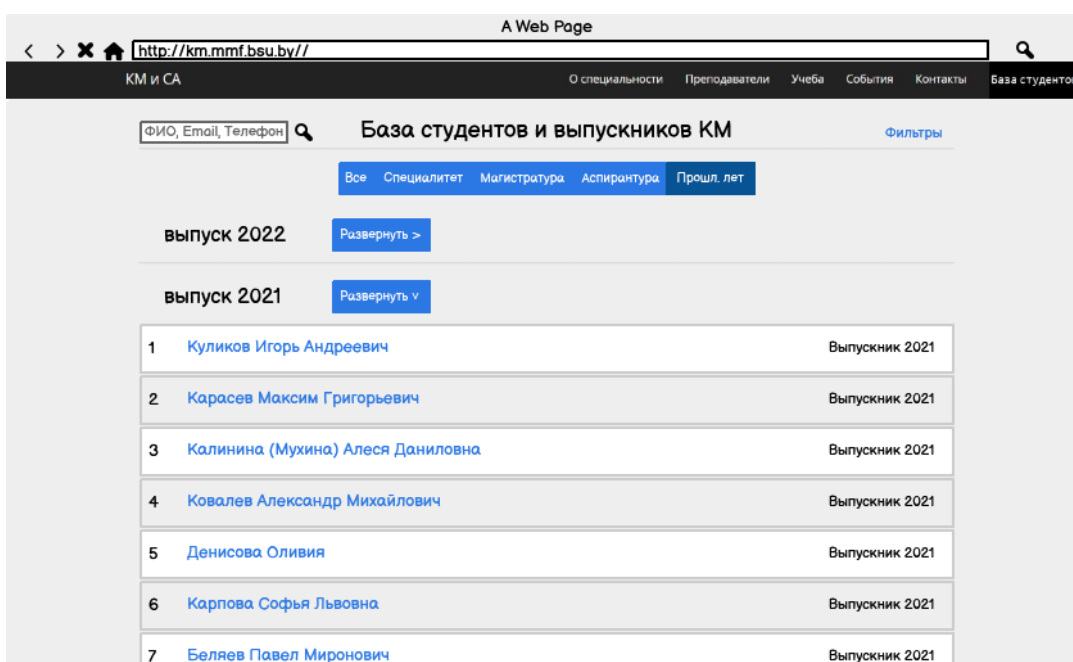 A Web Page
http://km.mmf.bsu.by//
КМ и СА О специальности Преподаватели Учеба События Контакты База студенто
ФИО, Email, Телефон База студентов и выпускников КМ Фильтры
Все Специалитет Магистратура Аспирантура Прошл. лет
выпуск 2022 Развернуть >
выпуск 2021 Развернуть v
1 Куликов Игорь Андреевич Выпускник 2021
2 Карасев Максим Григорьевич Выпускник 2021
3 Калинина (Мухина) Алеся Даниловна Выпускник 2021
4 Ковалев Александр Михайлович Выпускник 2021
5 Денисова Оливия Выпускник 2021
6 Карпова Софья Львовна Выпускник 2021
7 Беляев Павел Миронович Выпускник 2021